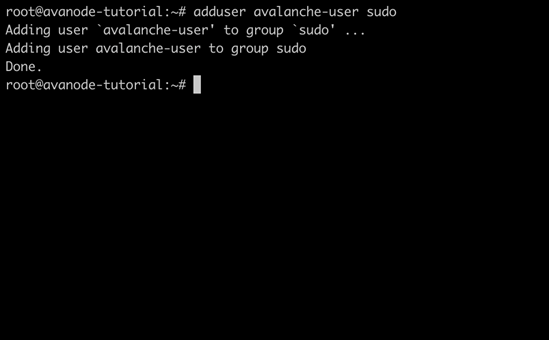 root@avanode-tutorial:~# adduser avalanche-user sudo
Adding user `avalanche-user' to group `sudo' ...
Adding user avalanche-user to group sudo
Done.
root@avanode-tutorial:~#